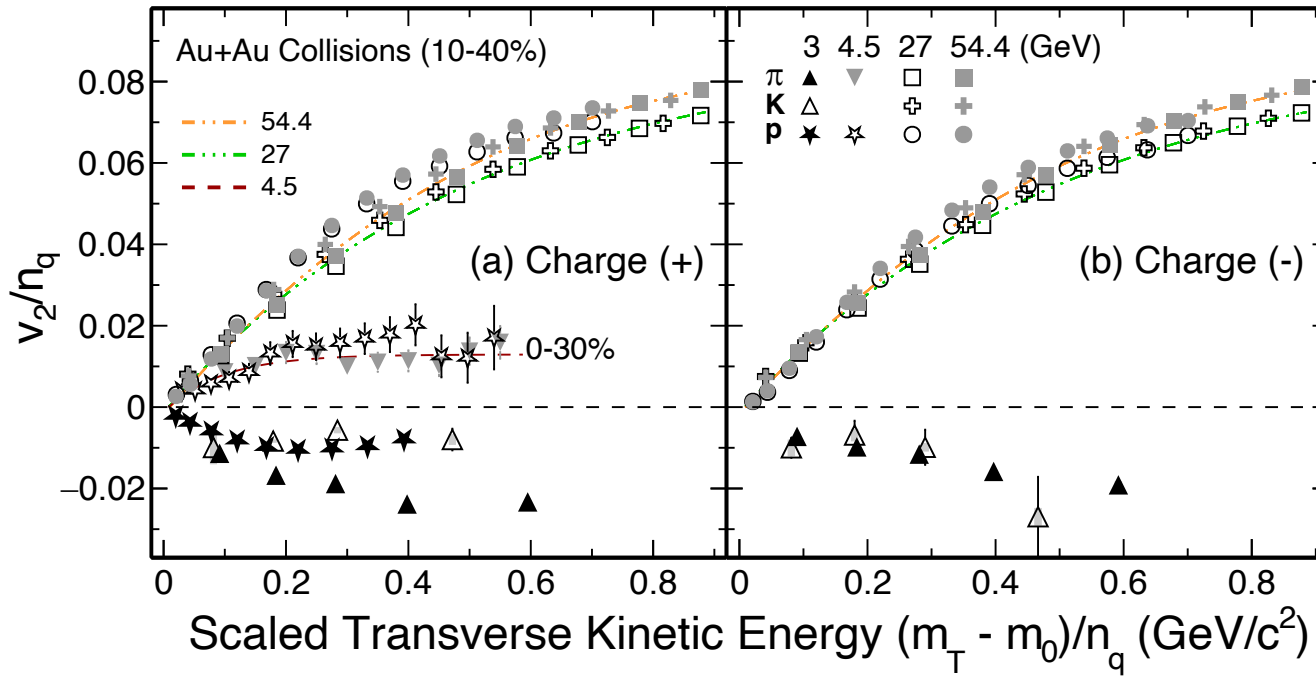 Au+Au Collisions (10-40%)
54.4
27
4.5
(a) Charge (+)
0-30%
3 4.5 27 54.4 (GeV)
π
K
p
(b) Charge (-)
0.08
0.06
0.04
0.02
0
−0.02
v₂/n_q
0 0.2 0.4 0.6 0.8
0 0.2 0.4 0.6 0.8
Scaled Transverse Kinetic Energy (m_T - m₀)/n_q (GeV/c²)